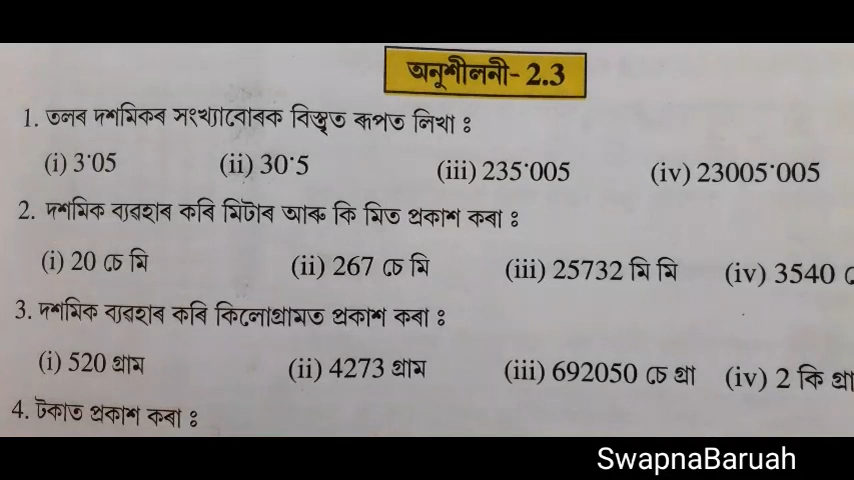 অনুশীলনী- 2.3
1. তলৰ দশমিকৰ সংখ্যাবোৰক বিস্তৃত ৰূপত লিখা ঃ
(i) 3·05 (ii) 30·5 (iii) 235·005 (iv) 23005·005
2. দশমিক ব্যৱহাৰ কৰি মিটাৰ আৰু কি মিত প্ৰকাশ কৰা ঃ
(i) 20 চে মি (ii) 267 চে মি (iii) 25732 মি মি (iv) 3540
3. দশমিক ব্যৱহাৰ কৰি কিলোগ্ৰামত প্ৰকাশ কৰা ঃ
(i) 520 গ্ৰাম (ii) 4273 গ্ৰাম (iii) 692050 চে গ্ৰা (iv) 2 কি গ্ৰা
4. টকাত প্ৰকাশ কৰা ঃ
SwapnaBaruah